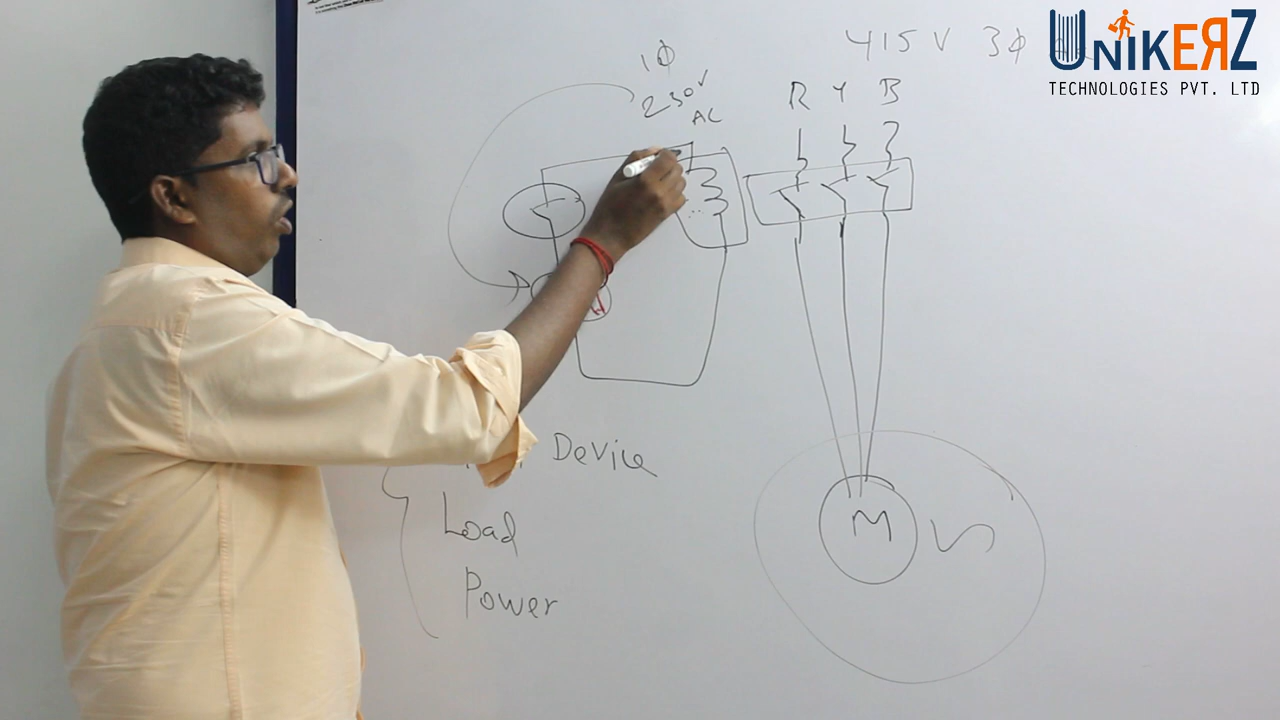 1φ
230V
AC
415 V 3φ
R Y B
Device
Load
Power
M
UNIKERZ
TECHNOLOGIES PVT. LTD